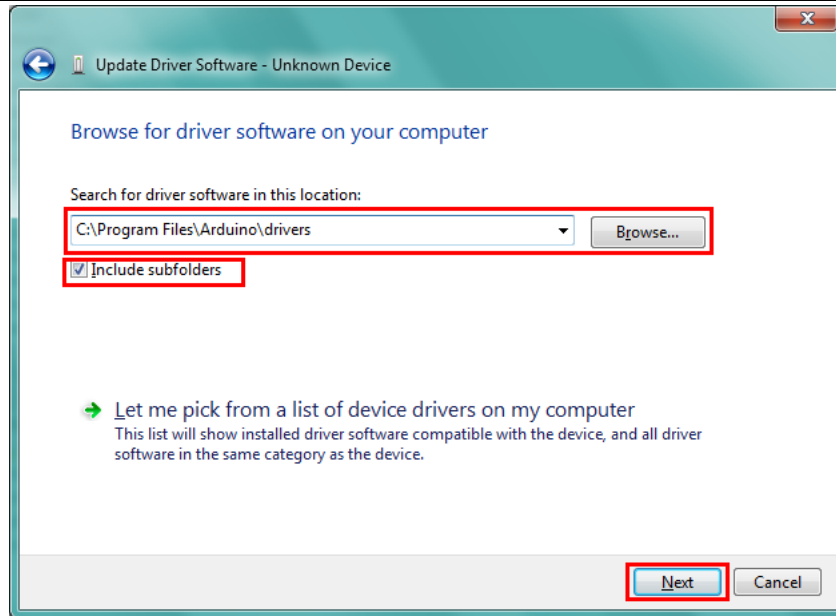 Update Driver Software - Unknown Device
Browse for driver software on your computer
Search for driver software in this location:
C:\Program Files\Arduino\drivers
Browse...
Include subfolders
Let me pick from a list of device drivers on my computer
This list will show installed driver software compatible with the device, and all driver
software in the same category as the device.
Next
Cancel